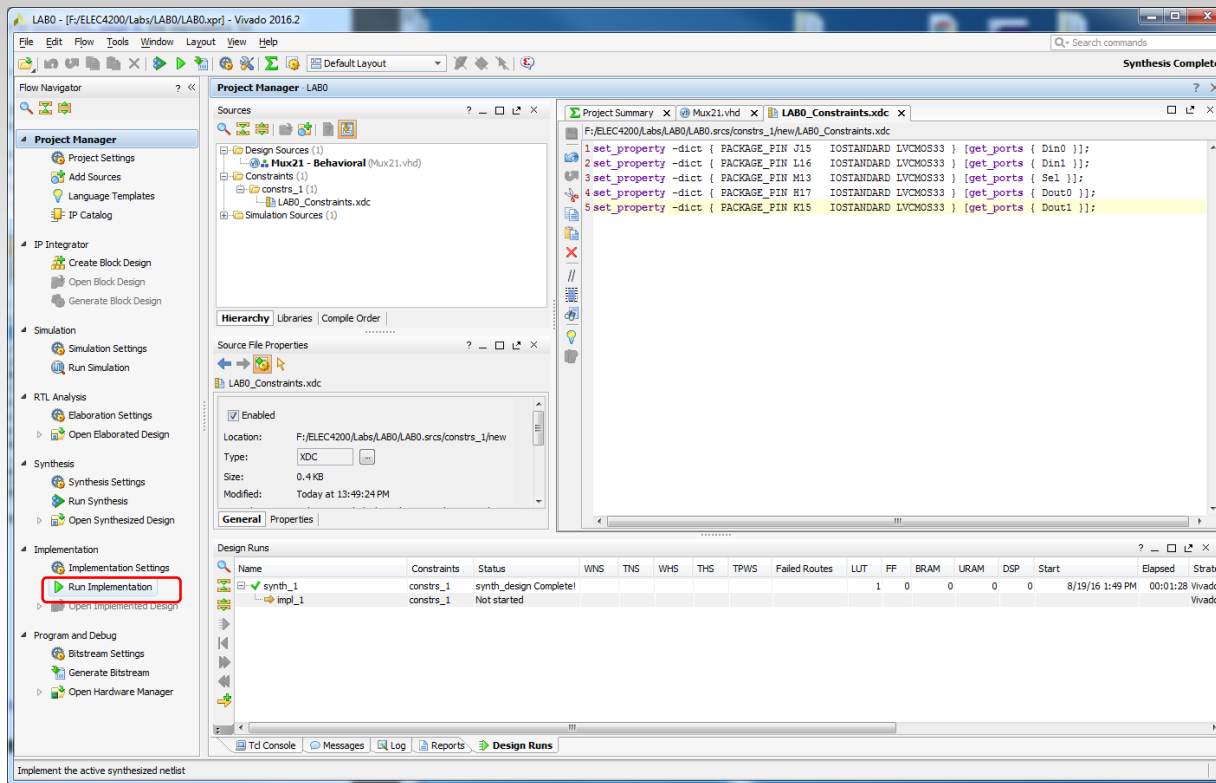 LAB0 - [F:/ELEC4200/Labs/LAB0/LAB0.xpr] - Vivado 2016.2
File Edit Flow Tools Window Layout View Help
Search commands
Default Layout
Synthesis Complete
Flow Navigator
Project Manager
Project Settings
Add Sources
Language Templates
IP Catalog
IP Integrator
Create Block Design
Open Block Design
Generate Block Design
Simulation
Simulation Settings
Run Simulation
RTL Analysis
Elaboration Settings
Open Elaborated Design
Synthesis
Synthesis Settings
Run Synthesis
Open Synthesized Design
Implementation
Implementation Settings
Run Implementation
Open Implemented Design
Program and Debug
Bitstream Settings
Generate Bitstream
Open Hardware Manager
Project Manager - LAB0
Sources
Design Sources (1)
Mux21 - Behavioral (Mux21.vhd)
Constraints (1)
constrs_1 (1)
LAB0_Constraints.xdc
Simulation Sources (1)
Hierarchy Libraries Compile Order
Source File Properties
LAB0_Constraints.xdc
Enabled
Location: F:/ELEC4200/Labs/LAB0/LAB0.srcs/constrs_1/new
Type: XDC
Size: 0.4 KB
Modified: Today at 13:49:24 PM
General Properties
Project Summary Mux21.vhd LAB0_Constraints.xdc
F:/ELEC4200/Labs/LAB0/LAB0.srcs/constrs_1/new/LAB0_Constraints.xdc
1 set_property -dict { PACKAGE_PIN J15 IOSTANDARD LVCMOS33 } [get_ports { Din0 }];
2 set_property -dict { PACKAGE_PIN L16 IOSTANDARD LVCMOS33 } [get_ports { Din1 }];
3 set_property -dict { PACKAGE_PIN M13 IOSTANDARD LVCMOS33 } [get_ports { Sel }];
4 set_property -dict { PACKAGE_PIN H17 IOSTANDARD LVCMOS33 } [get_ports { Dout0 }];
5 set_property -dict { PACKAGE_PIN K15 IOSTANDARD LVCMOS33 } [get_ports { Dout1 }];
Design Runs
Name Constraints Status WNS TNS WHS THS TPWS Failed Routes LUT FF BRAM URAM DSP Start Elapsed Strate
synth_1 constrs_1 synth_design Complete! 1 0 0 0 0 8/19/16 1:49 PM 00:01:28 Vivado
impl_1 constrs_1 Not started Vivado
Tcl Console Messages Log Reports Design Runs
Implement the active synthesized netlist